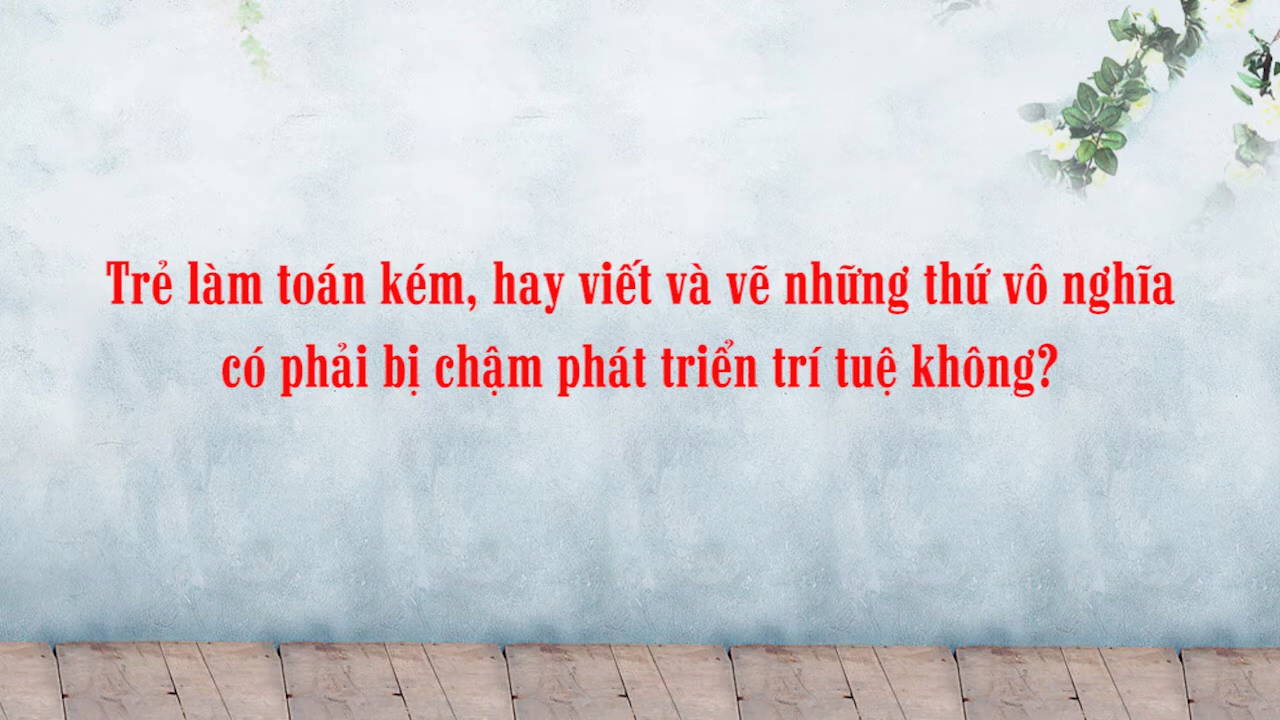 Trẻ làm toán kém, hay viết và vẽ những thứ vô nghĩa
có phải bị chậm phát triển trí tuệ không?